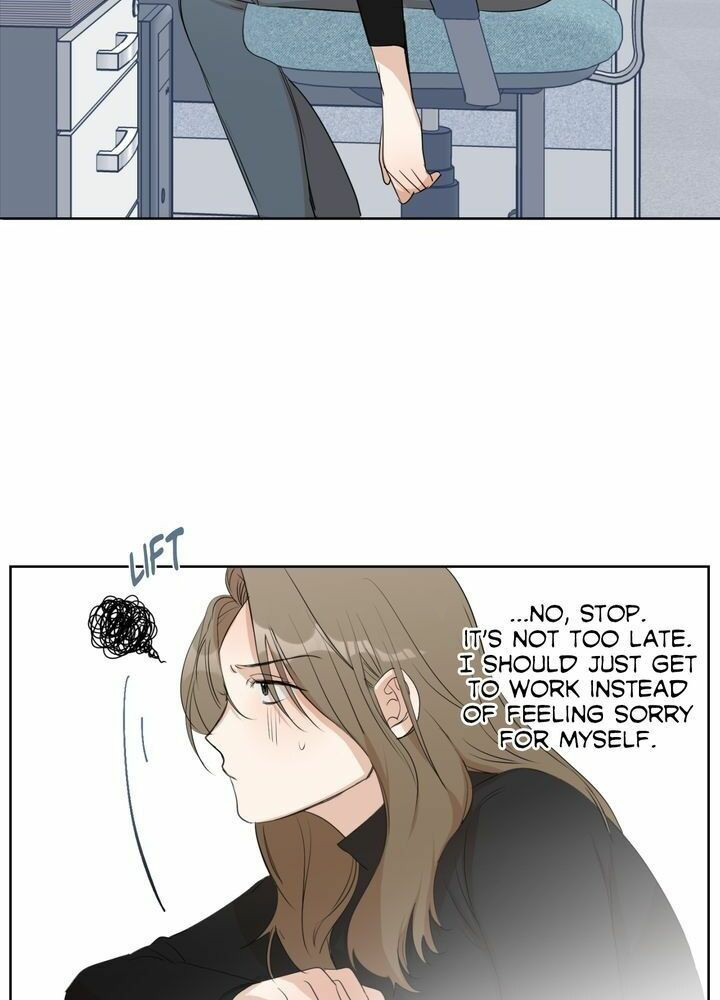 LIFT
...NO, STOP.
IT'S NOT TOO LATE.
I SHOULD JUST GET
TO WORK INSTEAD
OF FEELING SORRY
FOR MYSELF.